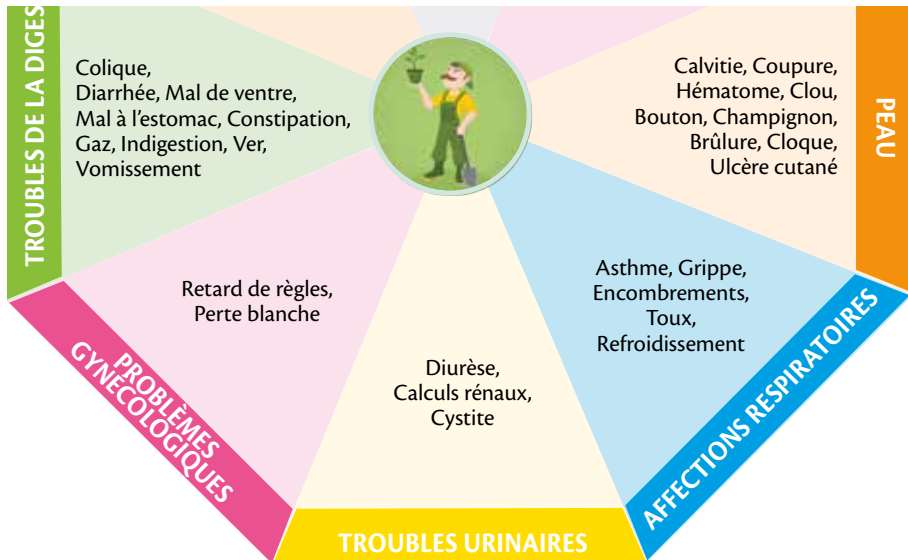 TROUBLES DE LA DIGES
Colique,
Diarrhée, Mal de ventre,
Mal à l'estomac, Constipation,
Gaz, Indigestion, Ver,
Vomissement
Calvitie, Coupure,
Hématome, Clou,
Bouton, Champignon,
Brûlure, Cloque,
Ulcère cutané
PEAU
Retard de règles,
Perte blanche
PROBLÈMES
GYNÉCOLOGIQUES
Asthme, Grippe,
Encombrements,
Toux,
Refroidissement
AFFECTIONS RESPIRATOIRES
Diurèse,
Calculs rénaux,
Cystite
TROUBLES URINAIRES